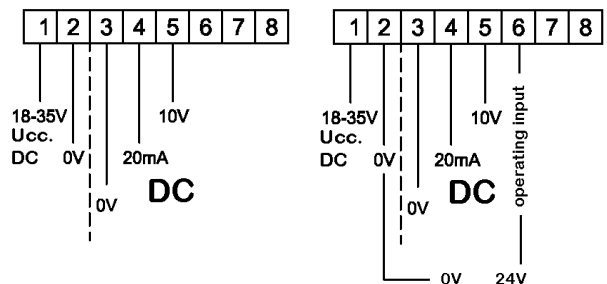 1 2 3 4 5 6 7 8
18-35V
Ucc.
DC 0V
0V
20mA
10V
DC
1 2 3 4 5 6 7 8
18-35V
Ucc.
DC 0V
0V
20mA
10V
DC
operating input
0V 24V